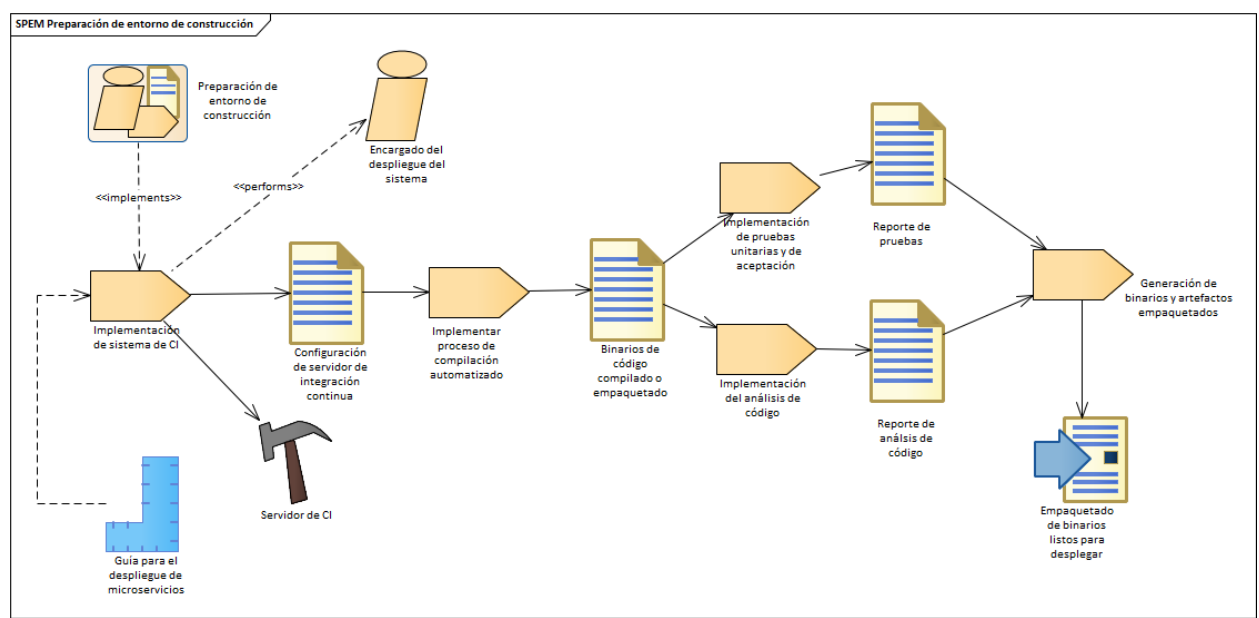 SPEM Preparación de entorno de construcción
Preparación de
entorno de
construcción
Encargado del
despliegue del
sistema
<<implements>>
<<performs>>
Implementación
de pruebas
unitarias y de
aceptación
Reporte de
pruebas
Generación de
binarios y artefactos
empaquetados
Implementación
de sistema de CI
Configuración
de servidor de
integración
continua
Implementar
proceso de
compilación
automatizado
Binarios de
código
compilado o
empaquetado
Implementación
del análisis de
código
Reporte de
análsis de
código
Servidor de CI
Guía para el
despliegue de
microservicios
Empaquetado
de binarios
listos para
desplegar